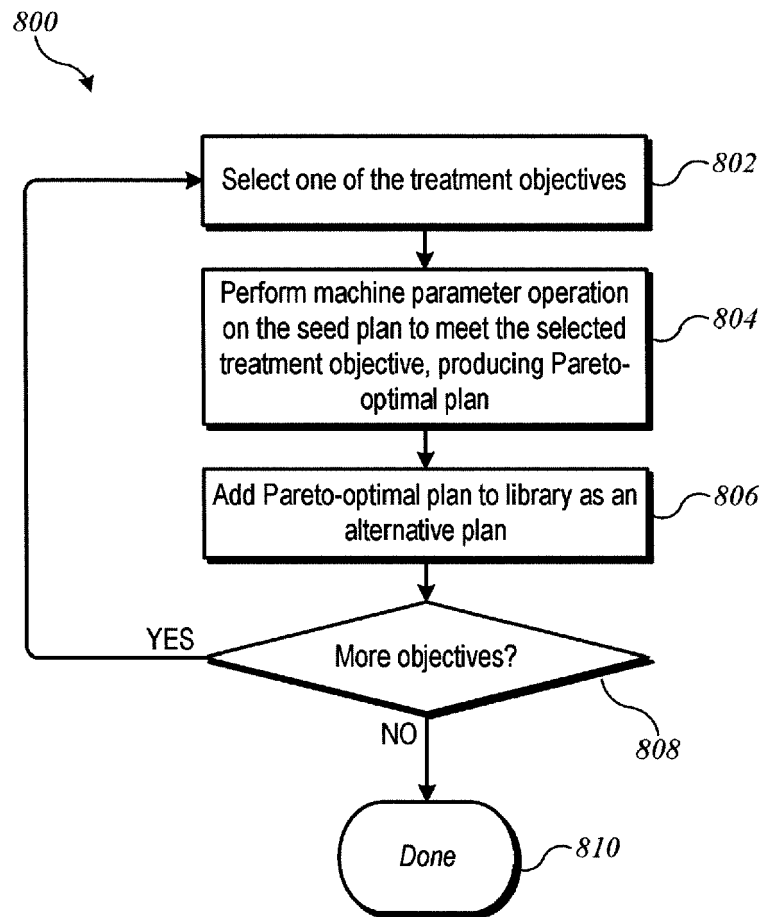 800
Select one of the treatment objectives
802
Perform machine parameter operation
on the seed plan to meet the selected
treatment objective, producing Pareto-
optimal plan
804
Add Pareto-optimal plan to library as an
alternative plan
806
YES
More objectives?
808
NO
Done
810